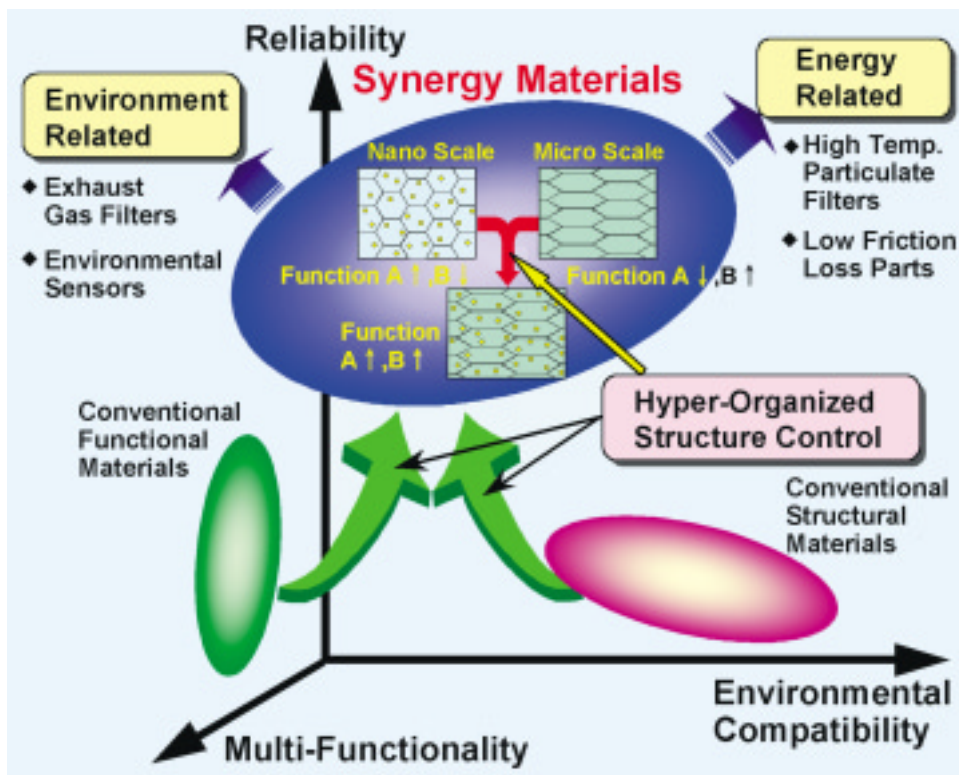 Reliability
Synergy Materials
Environment
Related
◆ Exhaust
Gas Filters
◆ Environmental
Sensors
Energy
Related
◆ High Temp.
Particulate
Filters
◆ Low Friction
Loss Parts
Nano Scale
Micro Scale
Function A ↑,B ↓
Function A ↓,B ↑
Function
A ↑,B ↑
Hyper-Organized
Structure Control
Conventional
Functional
Materials
Conventional
Structural
Materials
Environmental
Compatibility
Multi-Functionality